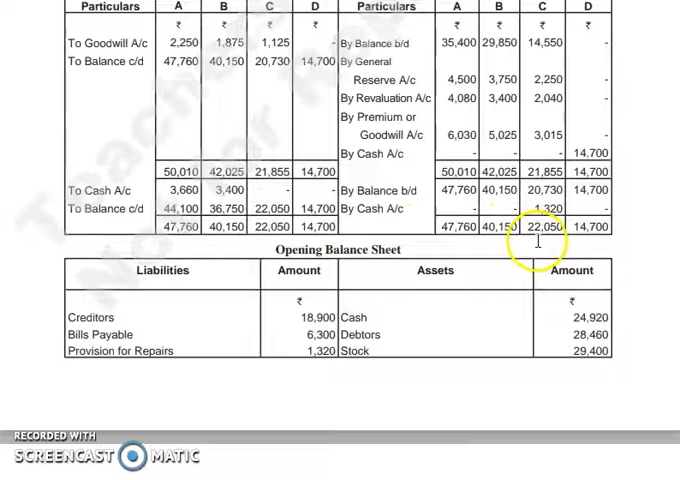 Particulars A B C D Particulars A B C D
₹ ₹ ₹ ₹ ₹ ₹ ₹ ₹
To Goodwill A/c 2,250 1,875 1,125 - By Balance b/d 35,400 29,850 14,550 -
To Balance c/d 47,760 40,150 20,730 14,700 By General
Reserve A/c 4,500 3,750 2,250 -
By Revaluation A/c 4,080 3,400 2,040 -
By Premium or
Goodwill A/c 6,030 5,025 3,015 -
By Cash A/c - - - 14,700
50,010 42,025 21,855 14,700 50,010 42,025 21,855 14,700
To Cash A/c 3,660 3,400 - - By Balance b/d 47,760 40,150 20,730 14,700
To Balance c/d 44,100 36,750 22,050 14,700 By Cash A/c - - 1,320 -
47,760 40,150 22,050 14,700 47,760 40,150 22,050 14,700
Opening Balance Sheet
Liabilities Amount Assets Amount
₹ ₹
Creditors 18,900 Cash 24,920
Bills Payable 6,300 Debtors 28,460
Provision for Repairs 1,320 Stock 29,400
RECORDED WITH
SCREENCAST MATIC